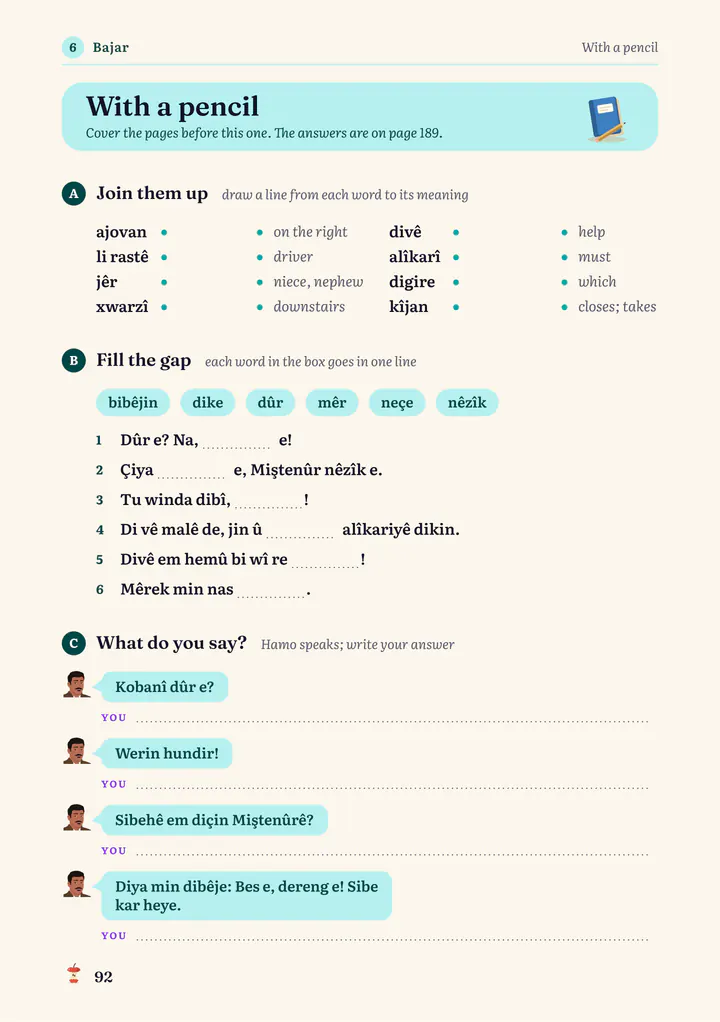 6 Bajar With a pencil
With a pencil
Cover the pages before this one. The answers are on page 189.
A Join them up draw a line from each word to its meaning
ajovan on the right divê help
li rastê driver alîkarî must
jêr niece, nephew digire which
xwarzî downstairs kîjan closes; takes
B Fill the gap each word in the box goes in one line
bibêjin dike dûr mêr neçe nêzîk
1 Dûr e? Na, .............. e!
2 Çiya .............. e, Miştenûr nêzîk e.
3 Tu winda dibî, ..............!
4 Di vê malê de, jin û .............. alîkariyê dikin.
5 Divê em hemû bi wî re ..............!
6 Mêrek min nas ...............
C What do you say? Hamo speaks; write your answer
Kobanî dûr e?
YOU
Werin hundir!
YOU
Sibehê em diçin Miştenûrê?
YOU
Diya min dibêje: Bes e, dereng e! Sibe
kar heye.
YOU
92